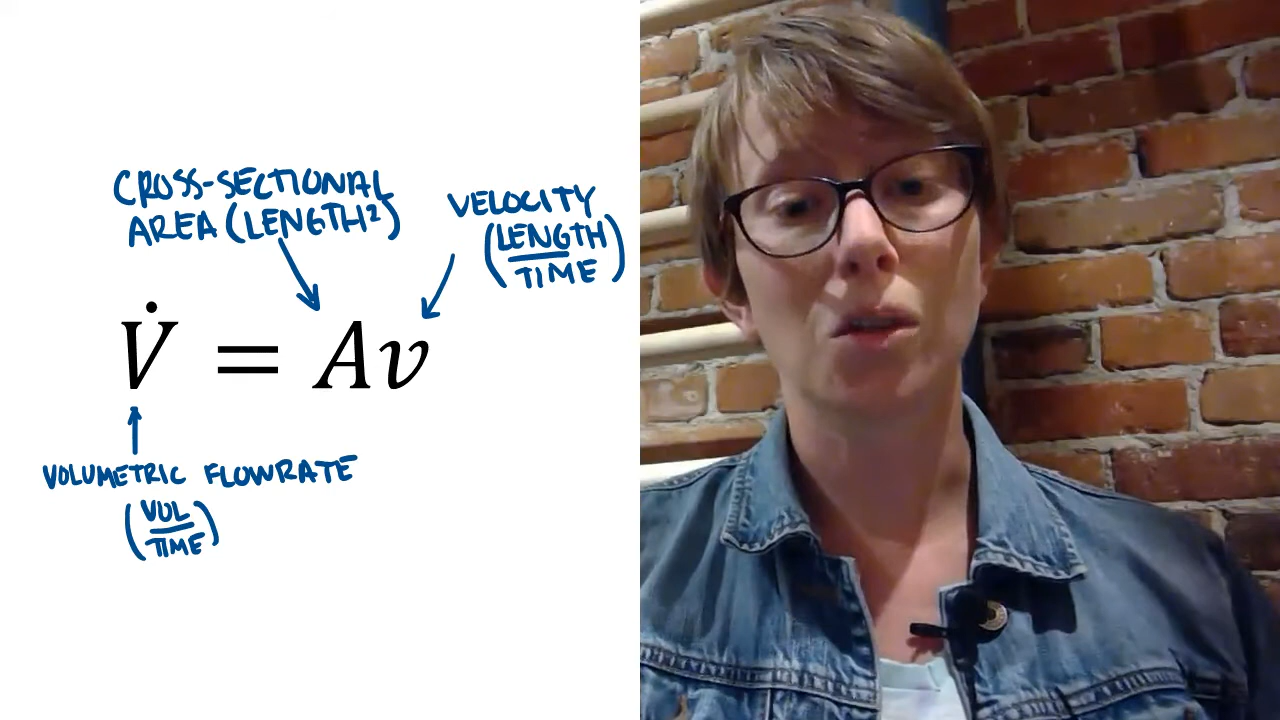 CROSS-SECTIONAL
AREA (LENGTH²)
VELOCITY
(LENGTH/TIME)
V̇ = Av
VOLUMETRIC FLOWRATE
(VOL/TIME)